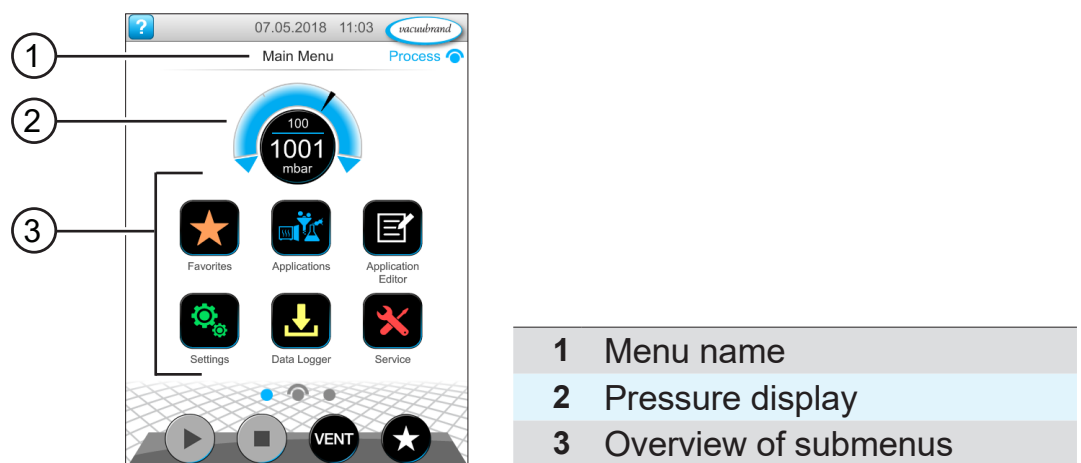 ?
07.05.2018 11:03
vacuubrand
1
Main Menu
Process
2
100
1001
mbar
3
Favorites
Applications
Application
Editor
Settings
Data Logger
Service
VENT
1 Menu name
2 Pressure display
3 Overview of submenus